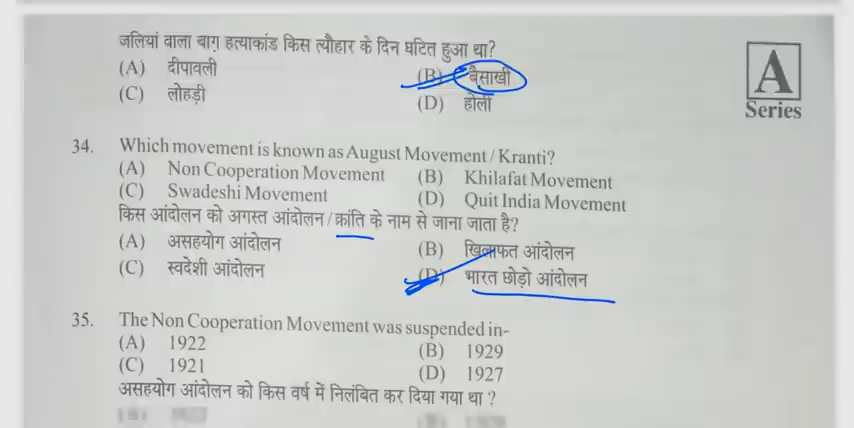 जलियां वाला बाग़ हत्याकांड किस त्यौहार के दिन घटित हुआ था?
(A) दीपावली (B) बैसाखी
(C) लोहड़ी (D) होली
A
Series
34. Which movement is known as August Movement / Kranti?
(A) Non Cooperation Movement (B) Khilafat Movement
(C) Swadeshi Movement (D) Quit India Movement
किस आंदोलन को अगस्त आंदोलन/क्रांति के नाम से जाना जाता है?
(A) असहयोग आंदोलन (B) खिलाफत आंदोलन
(C) स्वदेशी आंदोलन (D) भारत छोड़ो आंदोलन
35. The Non Cooperation Movement was suspended in-
(A) 1922 (B) 1929
(C) 1921 (D) 1927
असहयोग आंदोलन को किस वर्ष में निलंबित कर दिया गया था ?